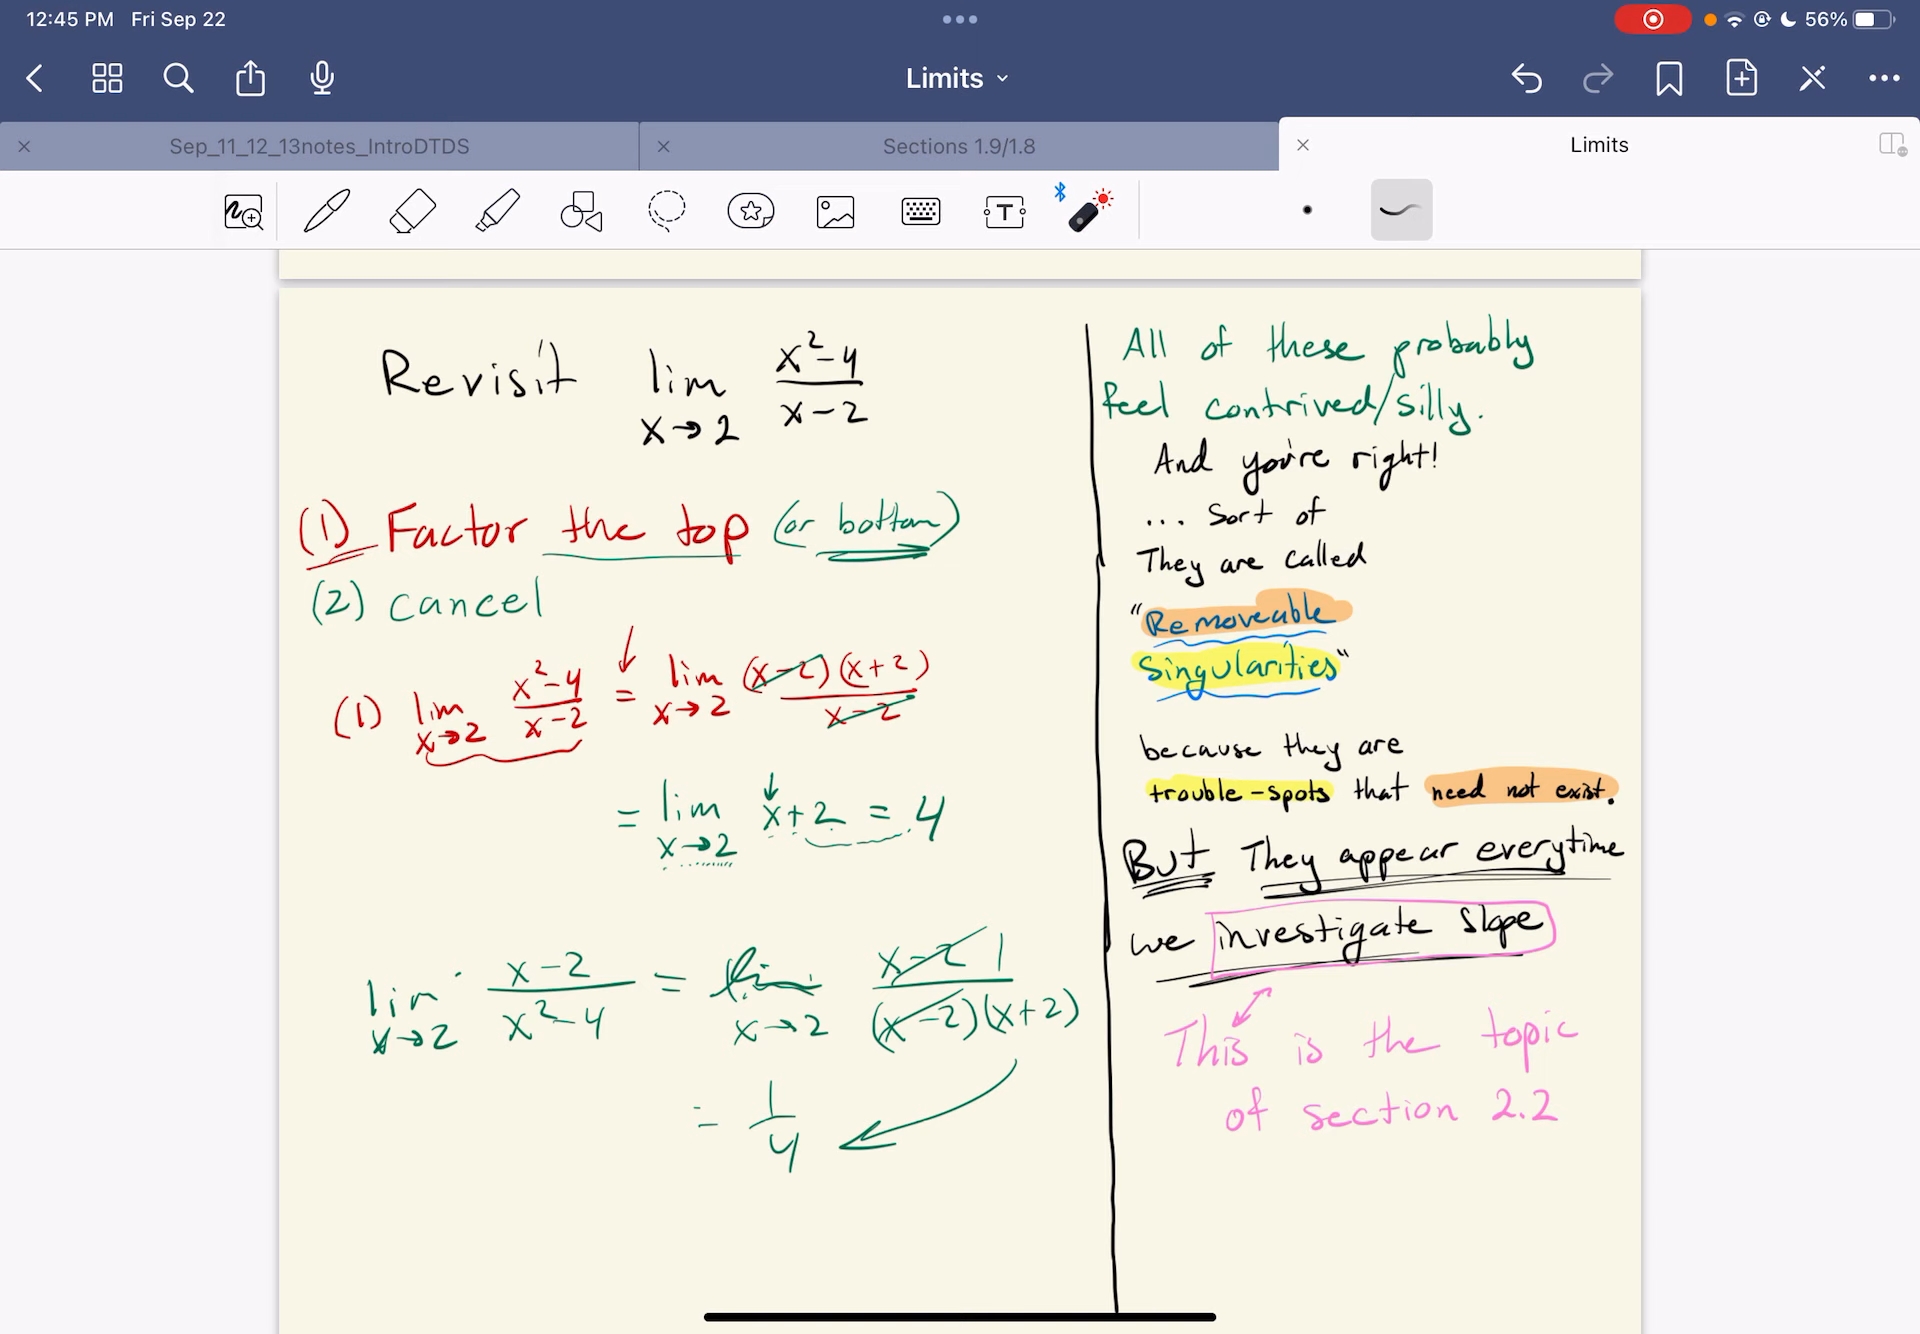 12:45 PM Fri Sep 22
56%
Limits
Sep_11_12_13notes_IntroDTDS
Sections 1.9/1.8
Limits
T
Revisit lim x→2 (x²-4)/(x-2)
(1) Factor the top (or bottom)
(2) cancel
(1) lim x→2 (x²-4)/(x-2) = lim x→2 (x-2)(x+2)/(x-2)
= lim x→2 x+2 = 4
lim x→2 (x-2)/(x²-4) = lim x→2 (x-2) 1/(x-2)(x+2)
= 1/4
All of these probably
feel contrived/silly.
And you're right!
... Sort of
They are called
"Removeable
Singularities"
because they are
trouble-spots that need not exist.
But They appear everytime
we investigate slope
This is the topic
of section 2.2